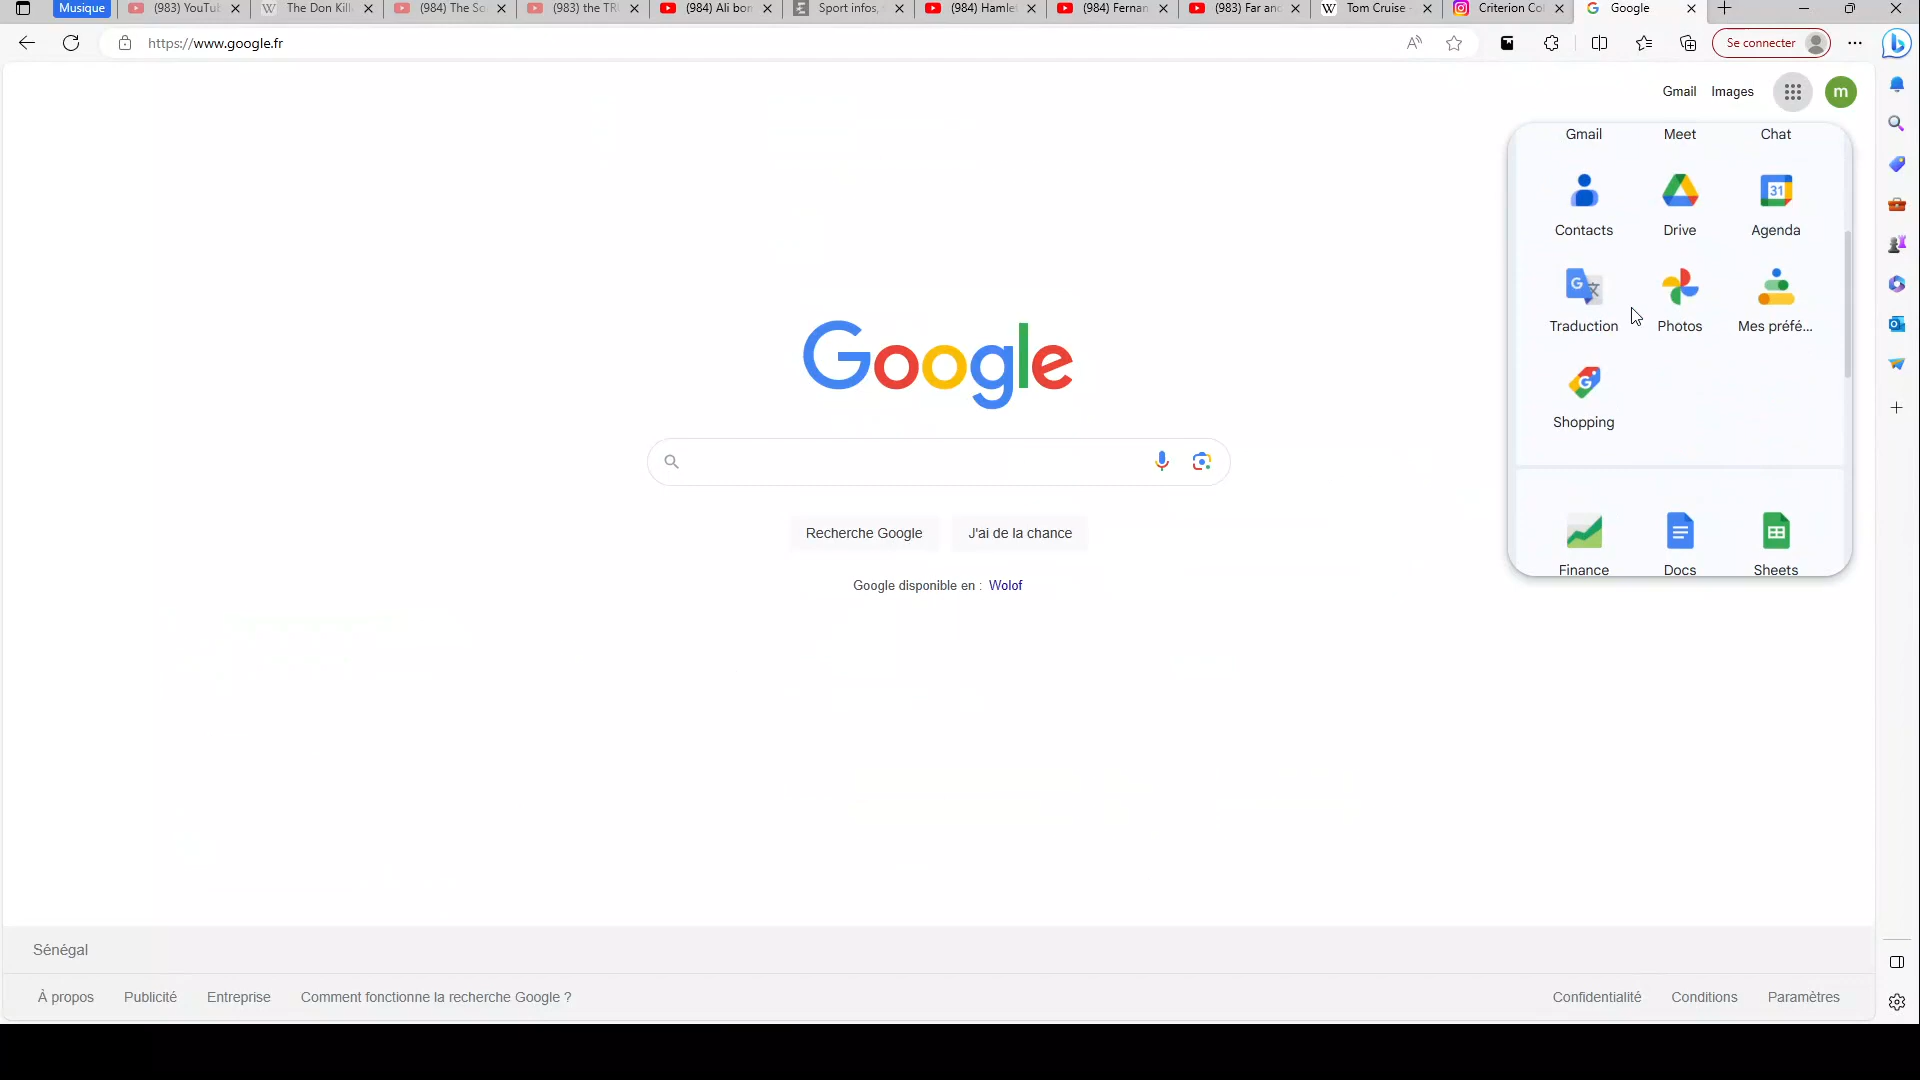 Musique
(983) YouTu
The Don Kill
(984) The So
(983) the TR
(984) Ali bon
Sport infos,
(984) Hamle
(984) Fernan
(983) Far an
Tom Cruise -
Criterion Co
Google
https://www.google.fr
Se connecter
Gmail Images
m
Gmail Meet Chat
Contacts Drive Agenda
31
Traduction Photos Mes préfé...
Shopping
Finance Docs Sheets
Google
Recherche Google J'ai de la chance
Google disponible en : Wolof
Sénégal
À propos Publicité Entreprise Comment fonctionne la recherche Google ?
Confidentialité Conditions Paramètres